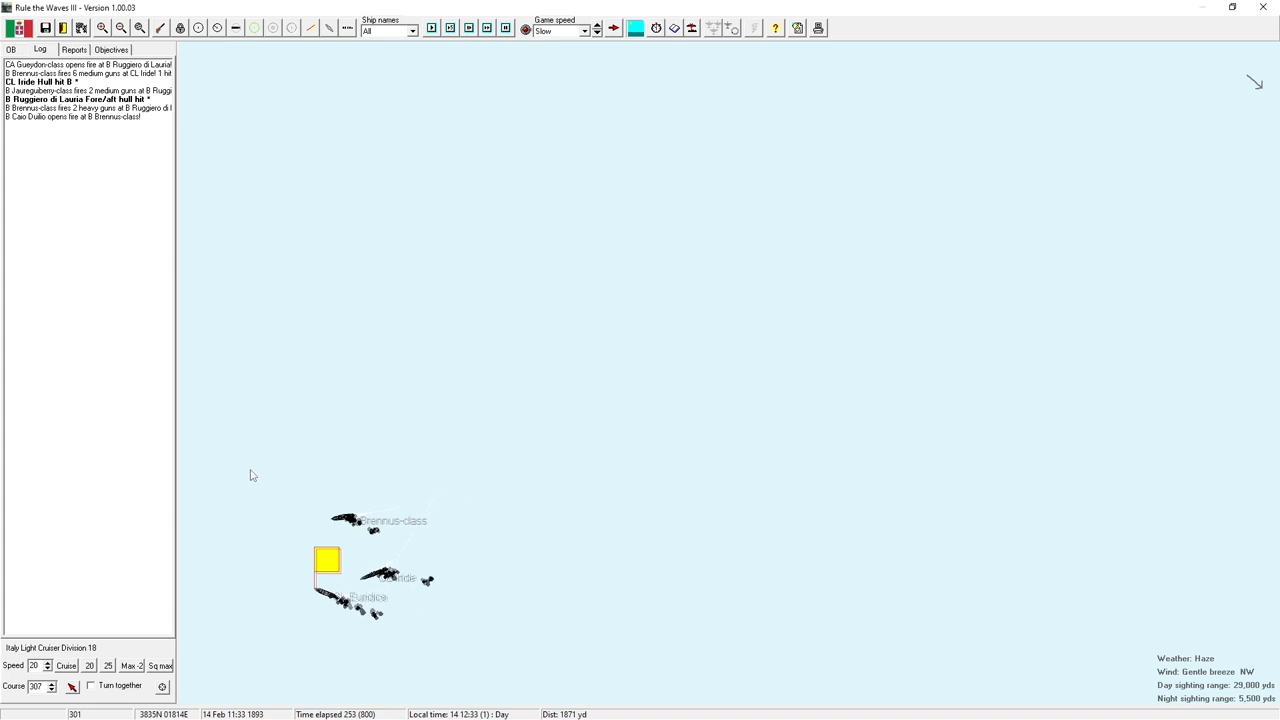 Rule the Waves III - Version 1.00.03
Ship names
All
Game speed
Slow
OB Log Reports Objectives
CA Gueydon-class opens fire at B Ruggiero di Lauria!
B Brennus-class fires 6 medium guns at CL Iride! 1 hit
CL Iride Hull hit B *
B Jaureguiberry-class fires 2 medium guns at B Ruggi
B Ruggiero di Lauria Fore/aft hull hit *
B Brennus-class fires 2 heavy guns at B Ruggiero di l
B Caio Duilio opens fire at B Brennus-class!
Brennus-class
Iride
Euridice
Italy Light Cruiser Division 18
Speed 20 Cruise 20 25 Max -2 Sq max
Course 307 Turn together
Weather: Haze
Wind: Gentle breeze NW
Day sighting range: 29,000 yds
Night sighting range: 5,500 yds
301 3835N 01814E 14 Feb 11:33 1893 Time elapsed 253 (800) Local time: 14 12:33 (1) : Day Dist: 1871 yd